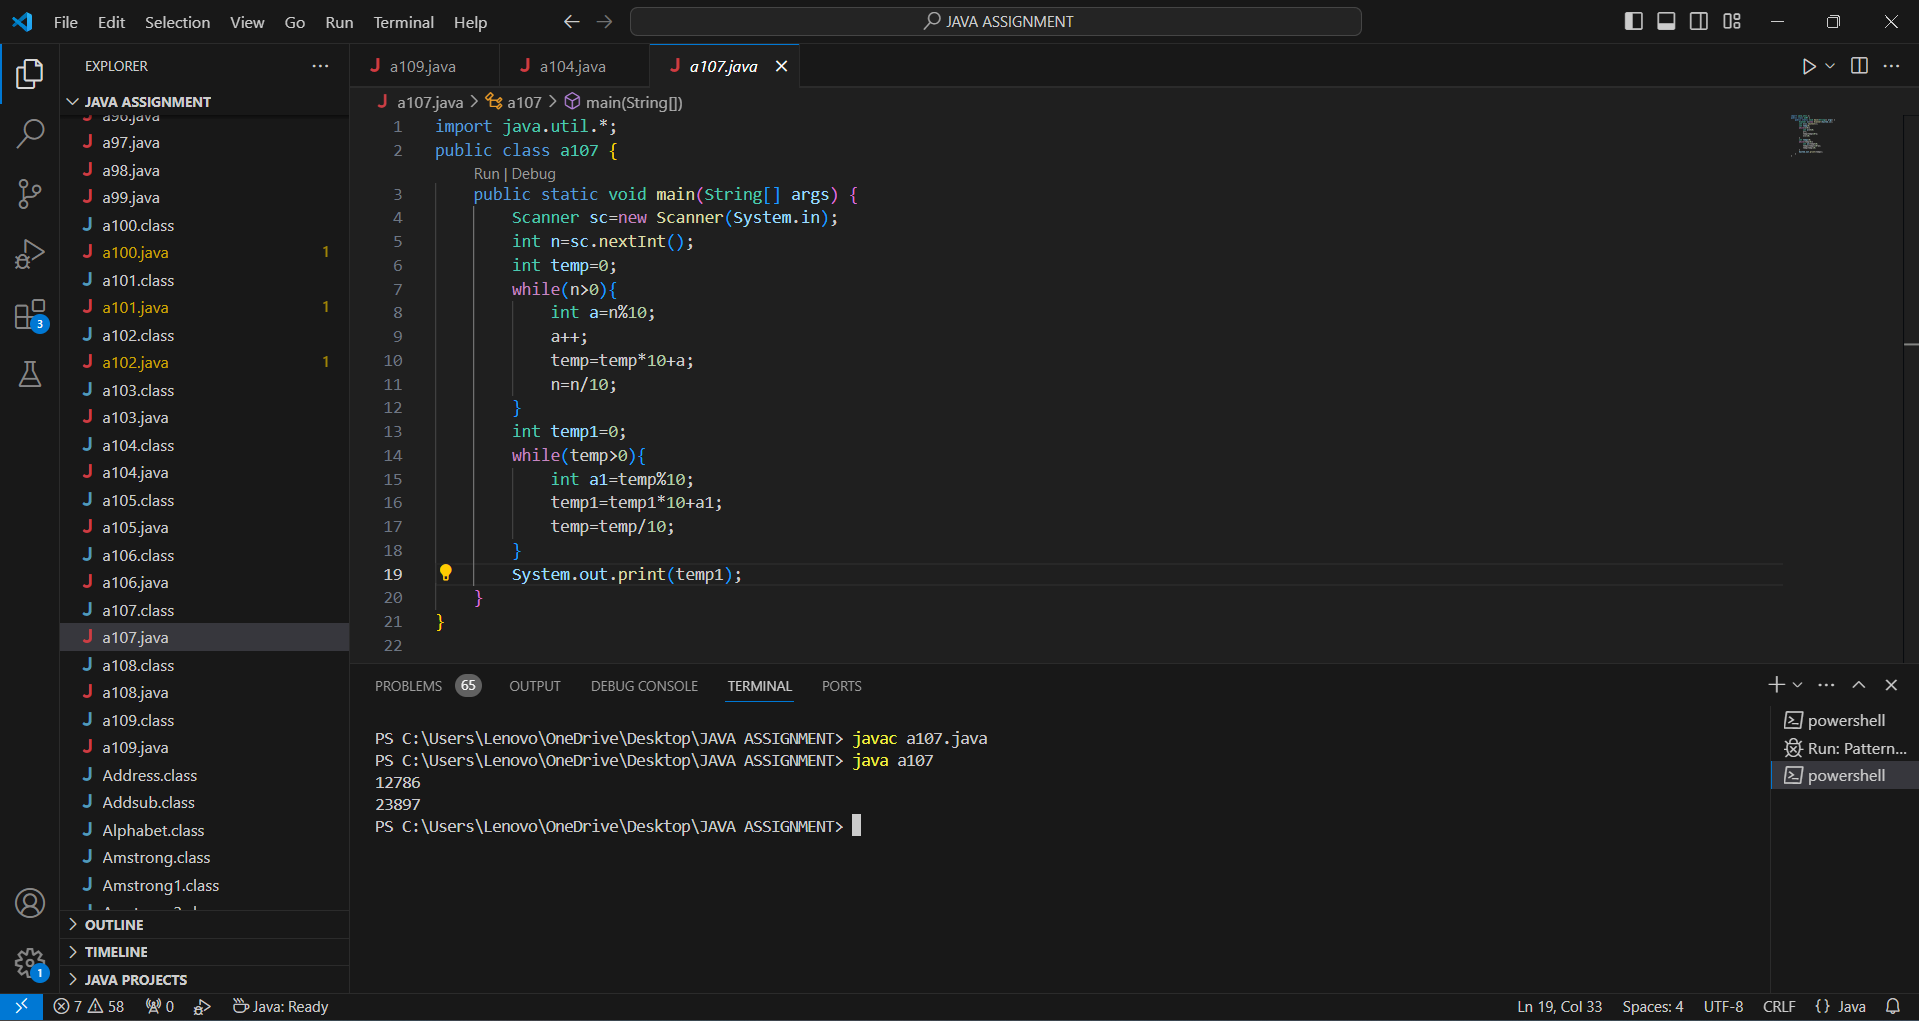 File Edit Selection View Go Run Terminal Help
JAVA ASSIGNMENT
EXPLORER
JAVA ASSIGNMENT
a96.java
a97.java
a98.java
a99.java
a100.class
a100.java 1
a101.class
a101.java 1
a102.class
a102.java 1
a103.class
a103.java
a104.class
a104.java
a105.class
a105.java
a106.class
a106.java
a107.class
a107.java
a108.class
a108.java
a109.class
a109.java
Address.class
Addsub.class
Alphabet.class
Amstrong.class
Amstrong1.class
OUTLINE
TIMELINE
JAVA PROJECTS
3
1
a109.java a104.java a107.java
a107.java > a107 > main(String[])
1 import java.util.*;
2 public class a107 {
Run | Debug
3 public static void main(String[] args) {
4 Scanner sc=new Scanner(System.in);
5 int n=sc.nextInt();
6 int temp=0;
7 while(n>0){
8 int a=n%10;
9 a++;
10 temp=temp*10+a;
11 n=n/10;
12 }
13 int temp1=0;
14 while(temp>0){
15 int a1=temp%10;
16 temp1=temp1*10+a1;
17 temp=temp/10;
18 }
19 System.out.print(temp1);
20 }
21 }
22
PROBLEMS 65 OUTPUT DEBUG CONSOLE TERMINAL PORTS
PS C:\Users\Lenovo\OneDrive\Desktop\JAVA ASSIGNMENT> javac a107.java
PS C:\Users\Lenovo\OneDrive\Desktop\JAVA ASSIGNMENT> java a107
12786
23897
PS C:\Users\Lenovo\OneDrive\Desktop\JAVA ASSIGNMENT>
powershell
Run: Pattern...
powershell
7 58 0 Java: Ready Ln 19, Col 33 Spaces: 4 UTF-8 CRLF {} Java